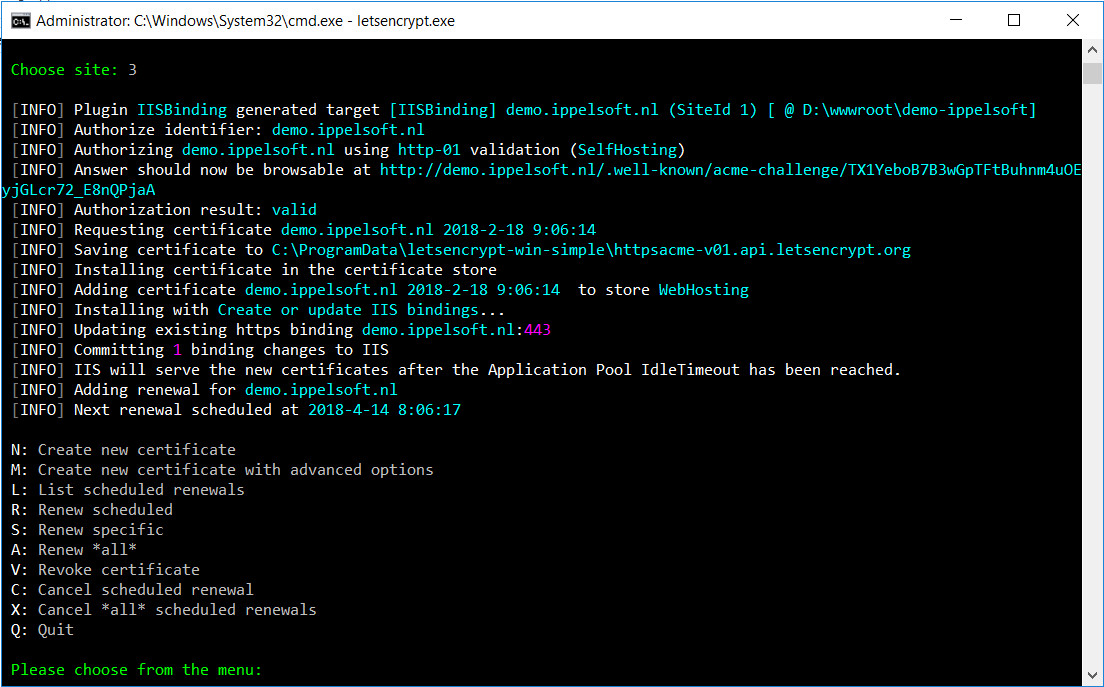 Administrator: C:\Windows\System32\cmd.exe - letsencrypt.exe
Choose site: 3
[INFO] Plugin IISBinding generated target [IISBinding] demo.ippelsoft.nl (SiteId 1) [ @ D:\wwwroot\demo-ippelsoft]
[INFO] Authorize identifier: demo.ippelsoft.nl
[INFO] Authorizing demo.ippelsoft.nl using http-01 validation (SelfHosting)
[INFO] Answer should now be browsable at http://demo.ippelsoft.nl/.well-known/acme-challenge/TX1YeboB7B3wGpTFtBuhnm4uOE
yjGLcr72_E8nQPjaA
[INFO] Authorization result: valid
[INFO] Requesting certificate demo.ippelsoft.nl 2018-2-18 9:06:14
[INFO] Saving certificate to C:\ProgramData\letsencrypt-win-simple\httpsacme-v01.api.letsencrypt.org
[INFO] Installing certificate in the certificate store
[INFO] Adding certificate demo.ippelsoft.nl 2018-2-18 9:06:14  to store WebHosting
[INFO] Installing with Create or update IIS bindings...
[INFO] Updating existing https binding demo.ippelsoft.nl:443
[INFO] Committing 1 binding changes to IIS
[INFO] IIS will serve the new certificates after the Application Pool IdleTimeout has been reached.
[INFO] Adding renewal for demo.ippelsoft.nl
[INFO] Next renewal scheduled at 2018-4-14 8:06:17
N: Create new certificate
M: Create new certificate with advanced options
L: List scheduled renewals
R: Renew scheduled
S: Renew specific
A: Renew *all*
V: Revoke certificate
C: Cancel scheduled renewal
X: Cancel *all* scheduled renewals
Q: Quit
Please choose from the menu: